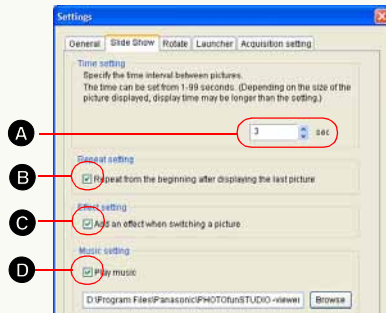 Settings
General Slide Show Rotate Launcher Acquisition setting
Time setting
Specify the time interval between pictures.
The time can be set from 1-99 seconds. (Depending on the size of the
picture displayed, display time may be longer than the setting.)
A
3 sec
Repeat setting
B
Repeat from the beginning after displaying the last picture
Effect setting
C
Add an effect when switching a picture
Music setting
D
Play music
D:\Program Files\Panasonic\PHOTOfunSTUDIO -viewer Browse